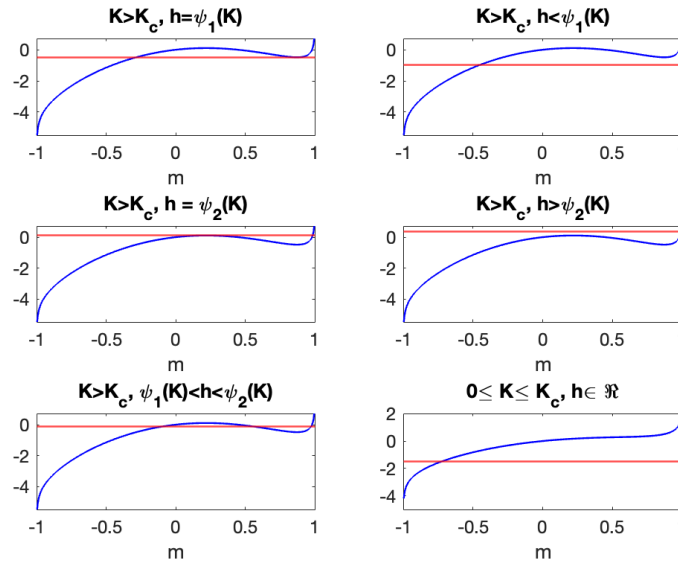 K>K_c, h=ψ_1(K)
0
-2
-4
-1 -0.5 0 0.5 1
m
K>K_c, h<ψ_1(K)
0
-2
-4
-1 -0.5 0 0.5
m
K>K_c, h = ψ_2(K)
0
-2
-4
-1 -0.5 0 0.5 1
m
K>K_c, h>ψ_2(K)
0
-2
-4
-1 -0.5 0 0.5
m
K>K_c, ψ_1(K)<h<ψ_2(K)
0
-2
-4
-1 -0.5 0 0.5 1
m
0≤ K≤ K_c, h∈ ℜ
2
0
-2
-4
-1 -0.5 0 0.5
m